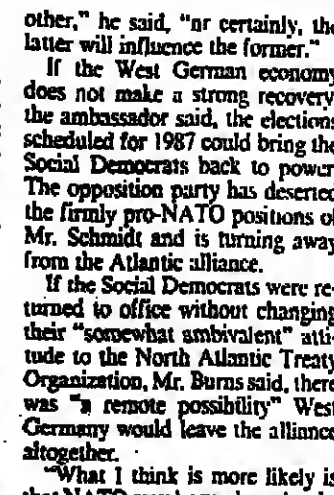 other," he said, "or certainly, the
latter will influence the former."
If the West German economy
does not make a strong recovery
the ambassador said, the elections
scheduled for 1987 could bring the
Social Democrats back to power
The opposition party has deserted
the firmly pro-NATO positions of
Mr. Schmidt and is turning away
from the Atlantic alliance.
If the Social Democrats were re-
turned to office without changing
their "somewhat ambivalent" atti-
tude to the North Atlantic Treaty
Organization, Mr. Burns said, there
was "a remote possibility" West
Germany would leave the alliance
altogether.
"What I think is more likely is
that NATO